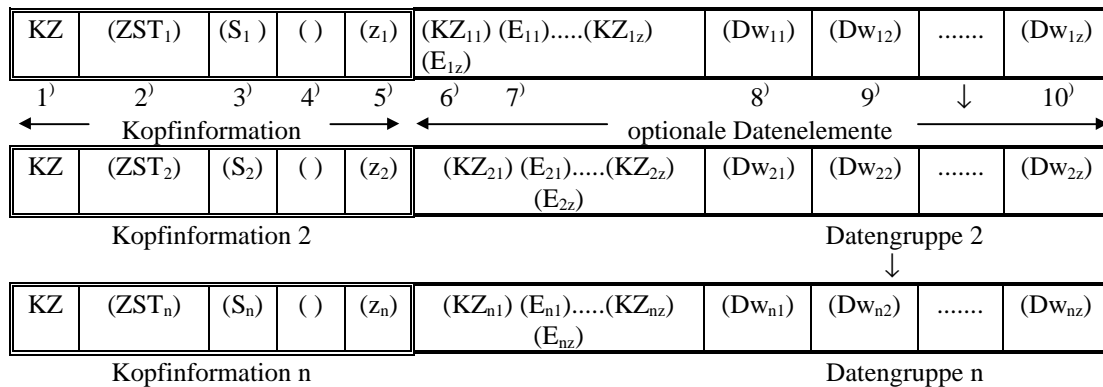 KZ (ZST₁) (S₁ ) ( ) (z₁) (KZ₁₁) (E₁₁).....(KZ₁z) (Dw₁₁) (Dw₁₂) ....... (Dw₁z)
(E₁z)
1) 2) 3) 4) 5) 6) 7) 8) 9) ↓ 10)
Kopfinformation optionale Datenelemente
KZ (ZST₂) (S₂) ( ) (z₂) (KZ₂₁) (E₂₁).....(KZ₂z) (Dw₂₁) (Dw₂₂) ....... (Dw₂z)
(E₂z)
Kopfinformation 2 Datengruppe 2
↓
KZ (ZSTn) (Sn) ( ) (zn) (KZn1) (En1).....(KZnz) (Dwn1) (Dwn2) ....... (Dwnz)
(Enz)
Kopfinformation n Datengruppe n